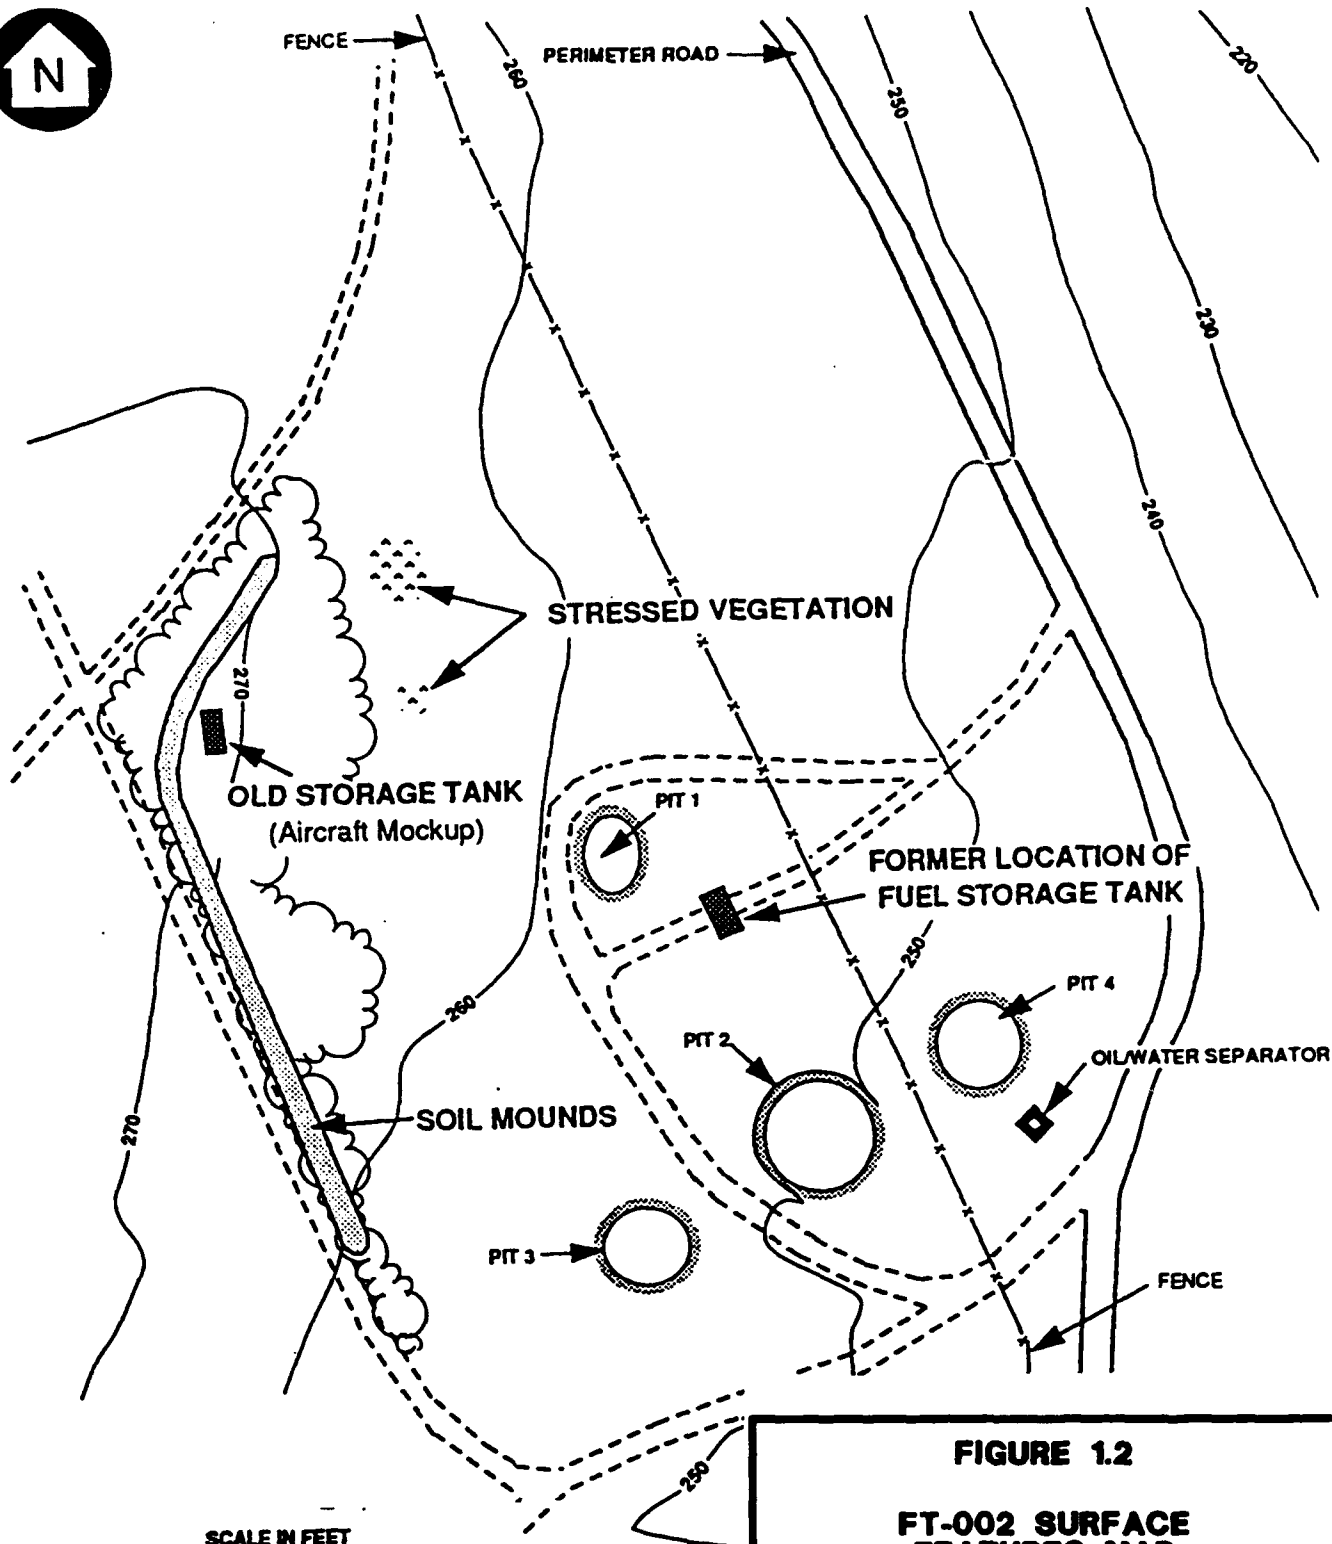 N
FENCE
260
PERIMETER ROAD
250
220
230
240
STRESSED VEGETATION
270
OLD STORAGE TANK
(Aircraft Mockup)
PIT 1
FORMER LOCATION OF
FUEL STORAGE TANK
250
260
PIT 4
PIT 2
OIL/WATER SEPARATOR
270
SOIL MOUNDS
PIT 3
FENCE
250
FIGURE 1.2
FT-002 SURFACE
SCALE IN FEET